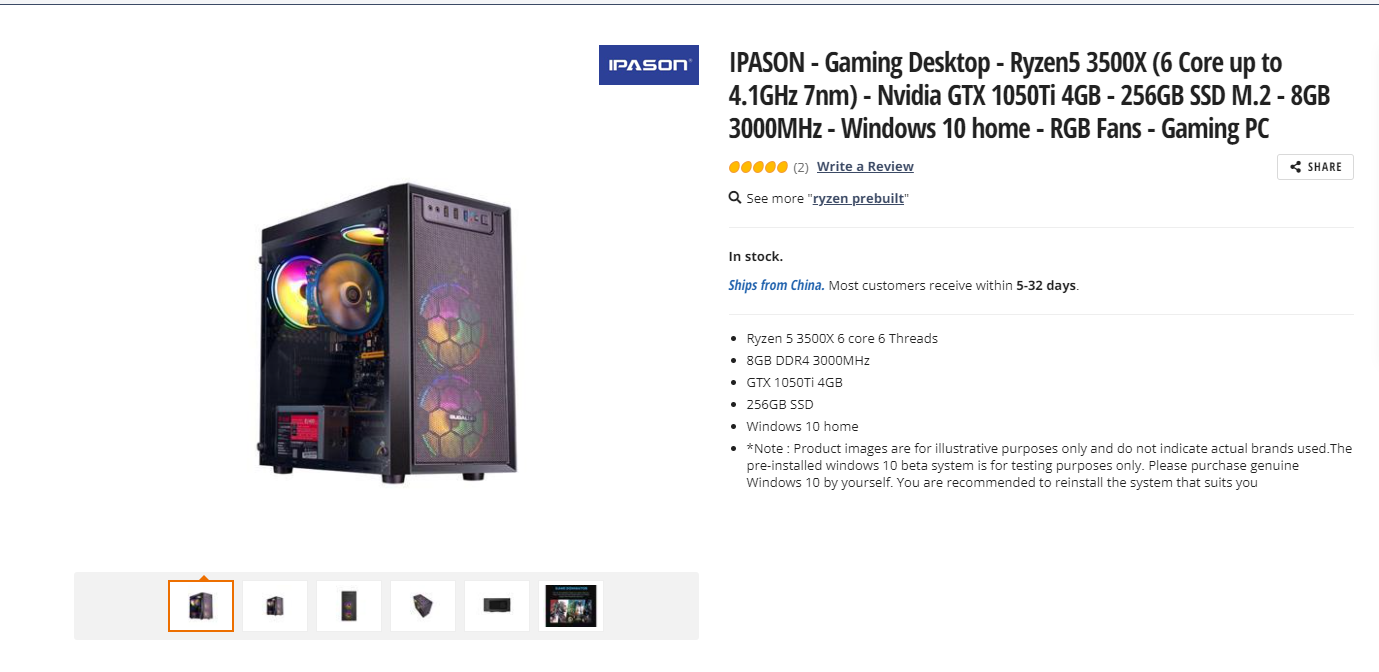 IPASON
IPASON - Gaming Desktop - Ryzen5 3500X (6 Core up to
4.1GHz 7nm) - Nvidia GTX 1050Ti 4GB - 256GB SSD M.2 - 8GB
3000MHz - Windows 10 home - RGB Fans - Gaming PC
(2) Write a Review
SHARE
See more "ryzen prebuilt"
In stock.
Ships from China. Most customers receive within 5-32 days.
Ryzen 5 3500X 6 core 6 Threads
8GB DDR4 3000MHz
GTX 1050Ti 4GB
256GB SSD
Windows 10 home
*Note : Product images are for illustrative purposes only and do not indicate actual brands used.The
pre-installed windows 10 beta system is for testing purposes only. Please purchase genuine
Windows 10 by yourself. You are recommended to reinstall the system that suits you